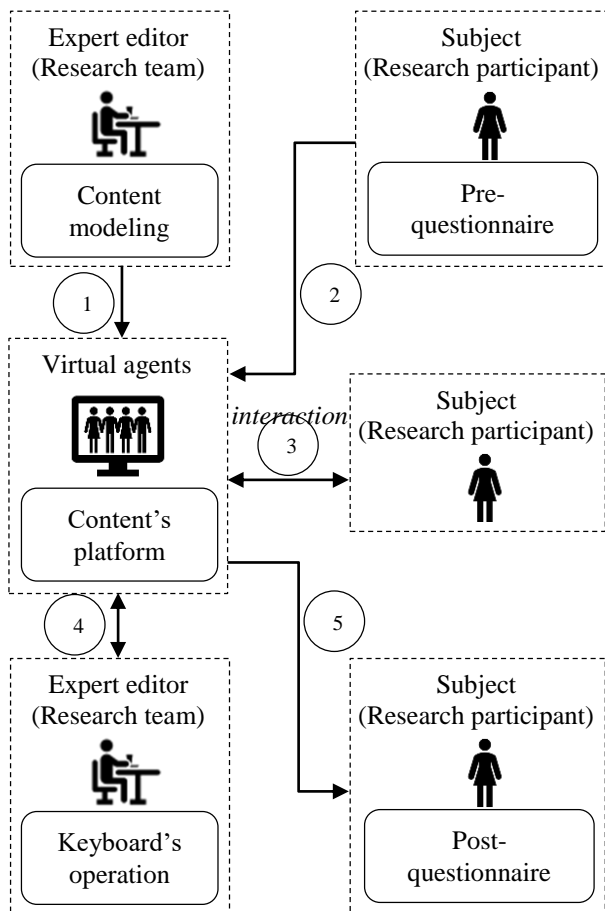 Expert editor
(Research team)
Content
modeling
Subject
(Research participant)
Pre-
questionnaire
1
2
Virtual agents
Content's
platform
interaction
3
Subject
(Research participant)
4
5
Expert editor
(Research team)
Keyboard's
operation
Subject
(Research participant)
Post-
questionnaire